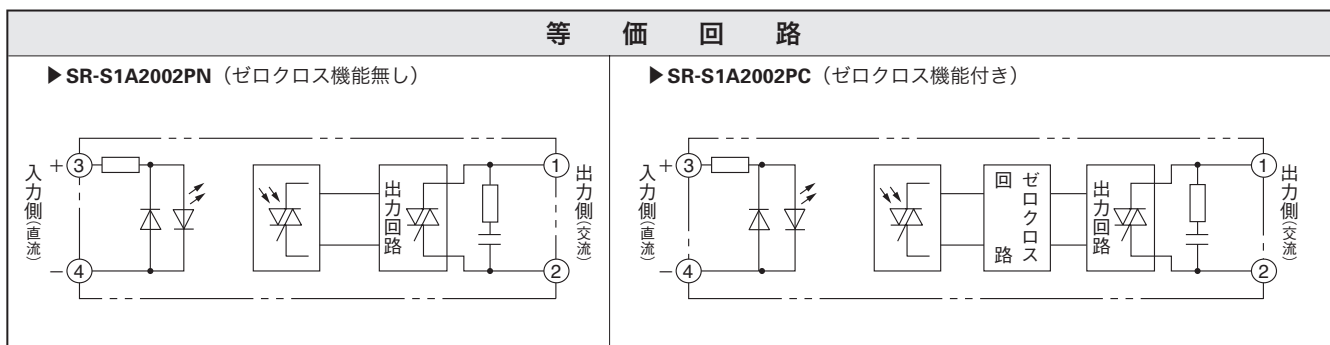 等価回路
▶SR-S1A2002PN（ゼロクロス機能無し）
＋③
－④
入力側(直流)
出力回路
①
②
出力側(交流)
▶SR-S1A2002PC（ゼロクロス機能付き）
＋③
－④
入力側(直流)
ゼロクロス
回路
出力回路
①
②
出力側(交流)